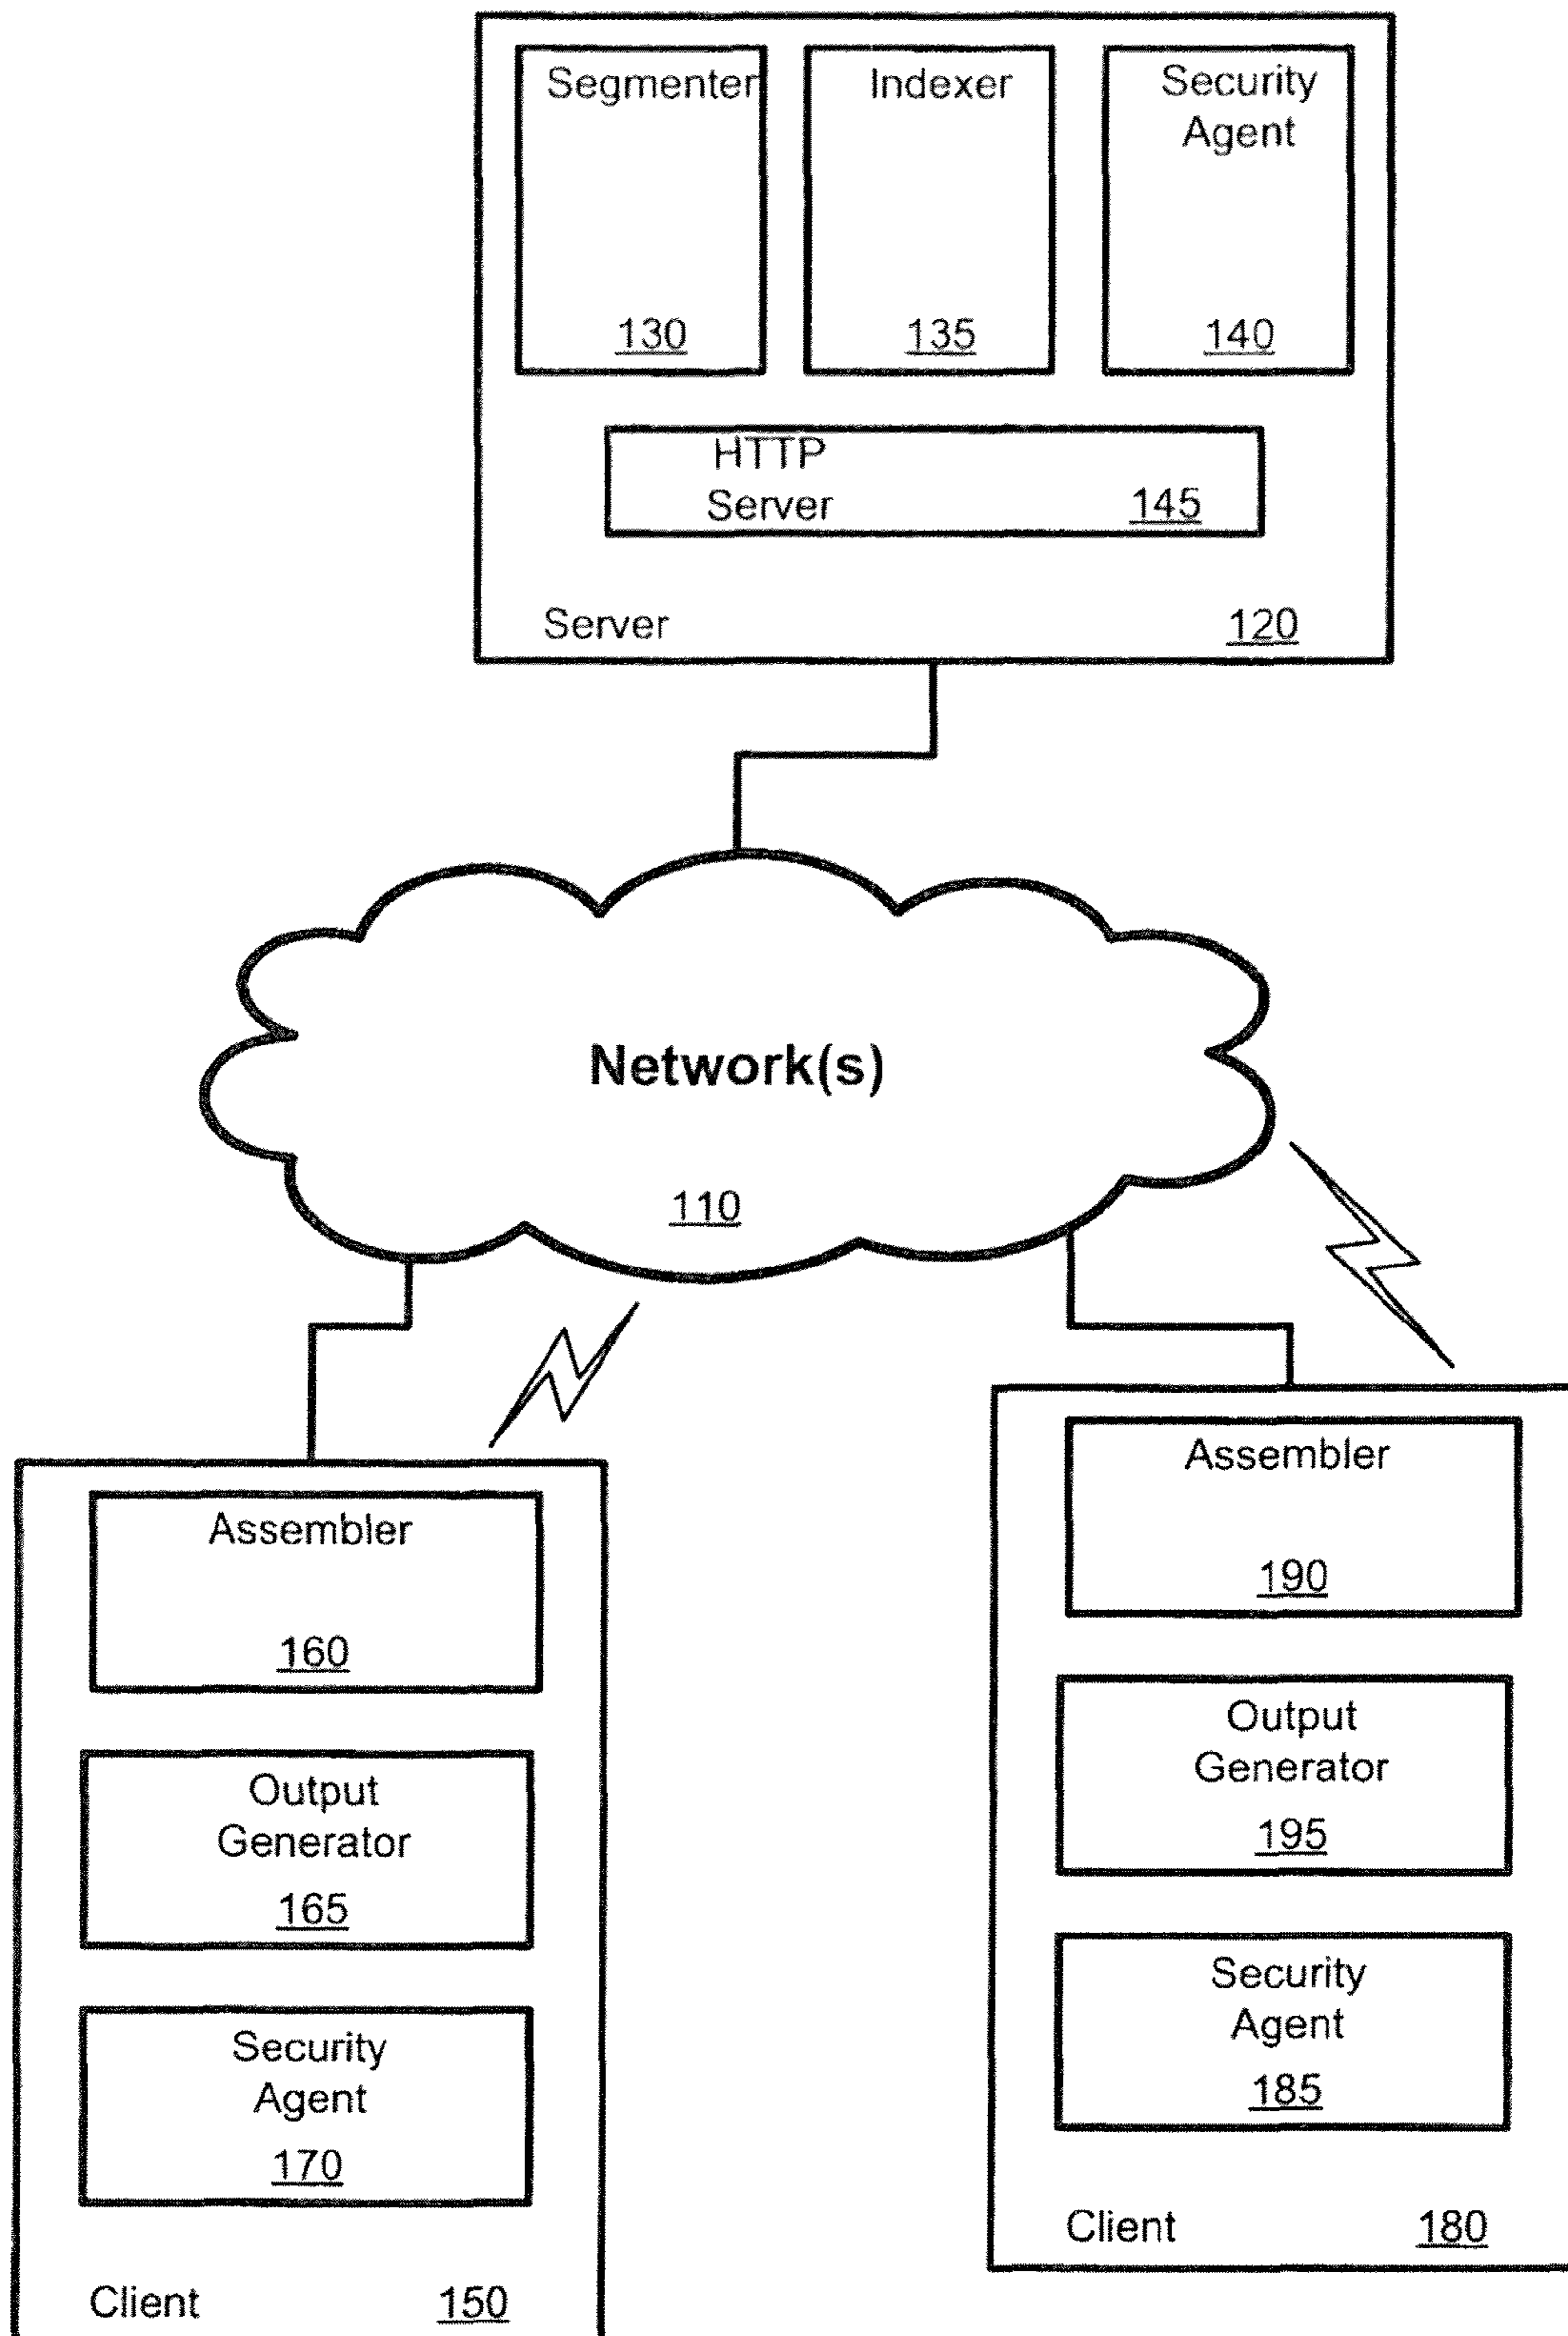 Segmenter
130
Indexer
135
Security
Agent
140
HTTP
Server
145
Server
120
Network(s)
110
Assembler
160
Output
Generator
165
Security
Agent
170
Client
150
Assembler
190
Output
Generator
195
Security
Agent
185
Client
180